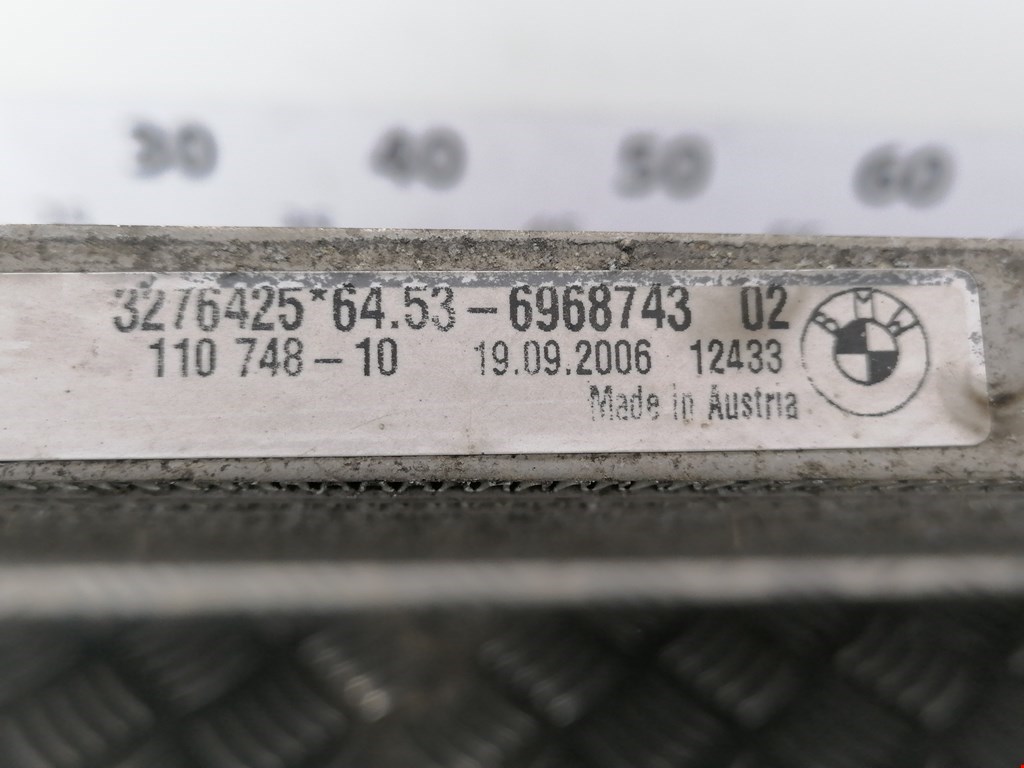 30 40 50 60
3276425*64.53-6968743 02
110 748-10 19.09.2006 12433
Made in Austria
BMW